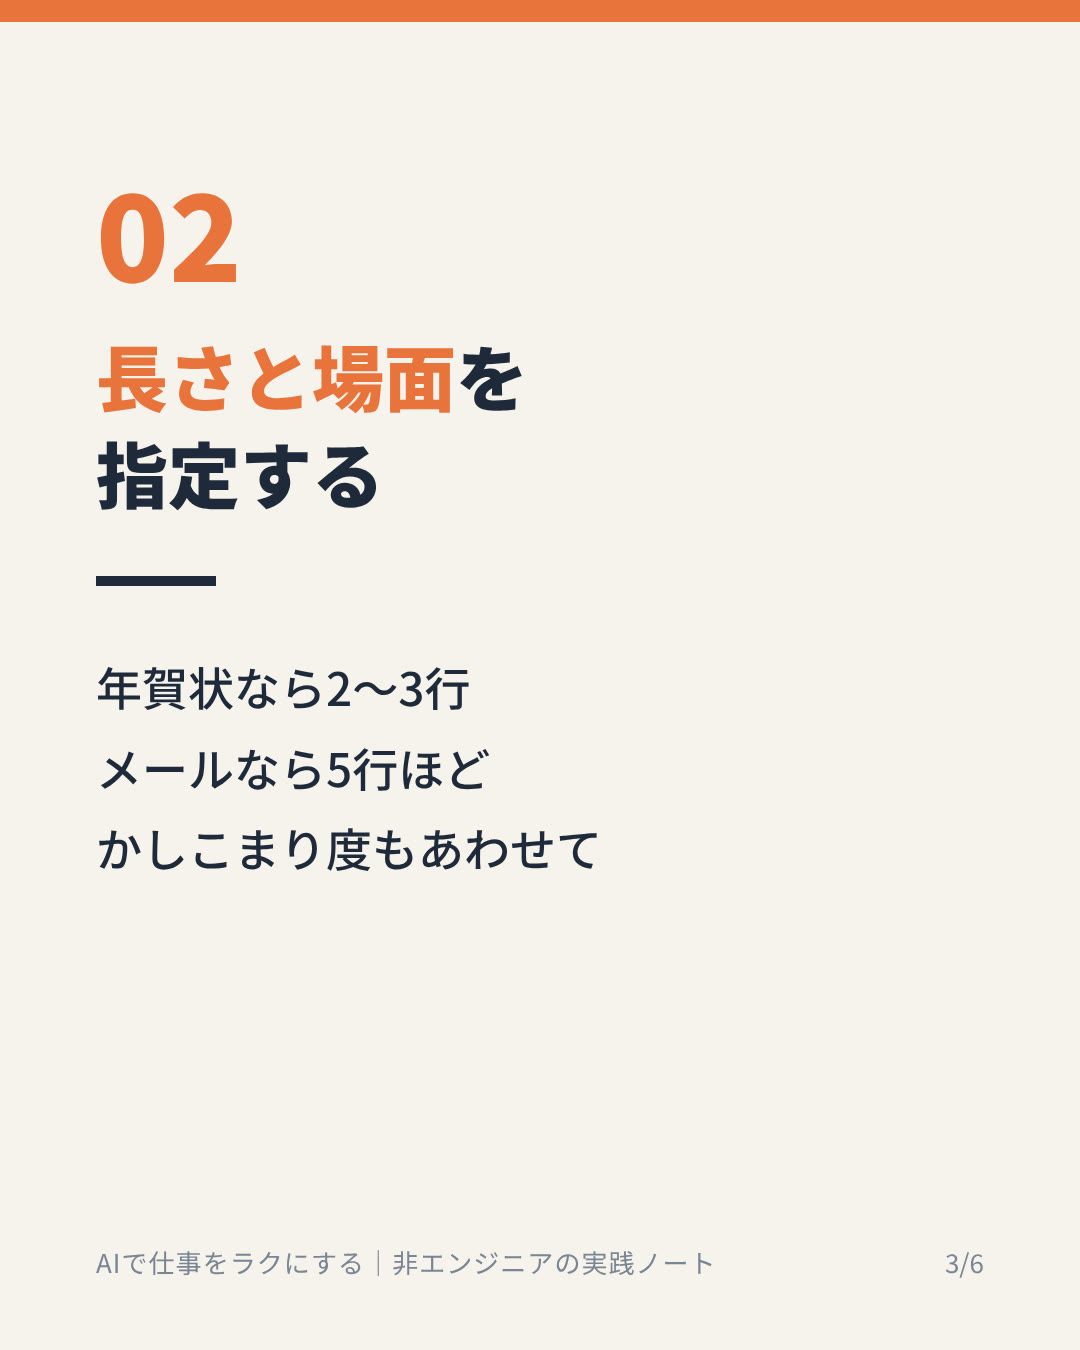 02
長さと場面を
指定する
年賀状なら2〜3行
メールなら5行ほど
かしこまり度もあわせて
AIで仕事をラクにする｜非エンジニアの実践ノート
3/6